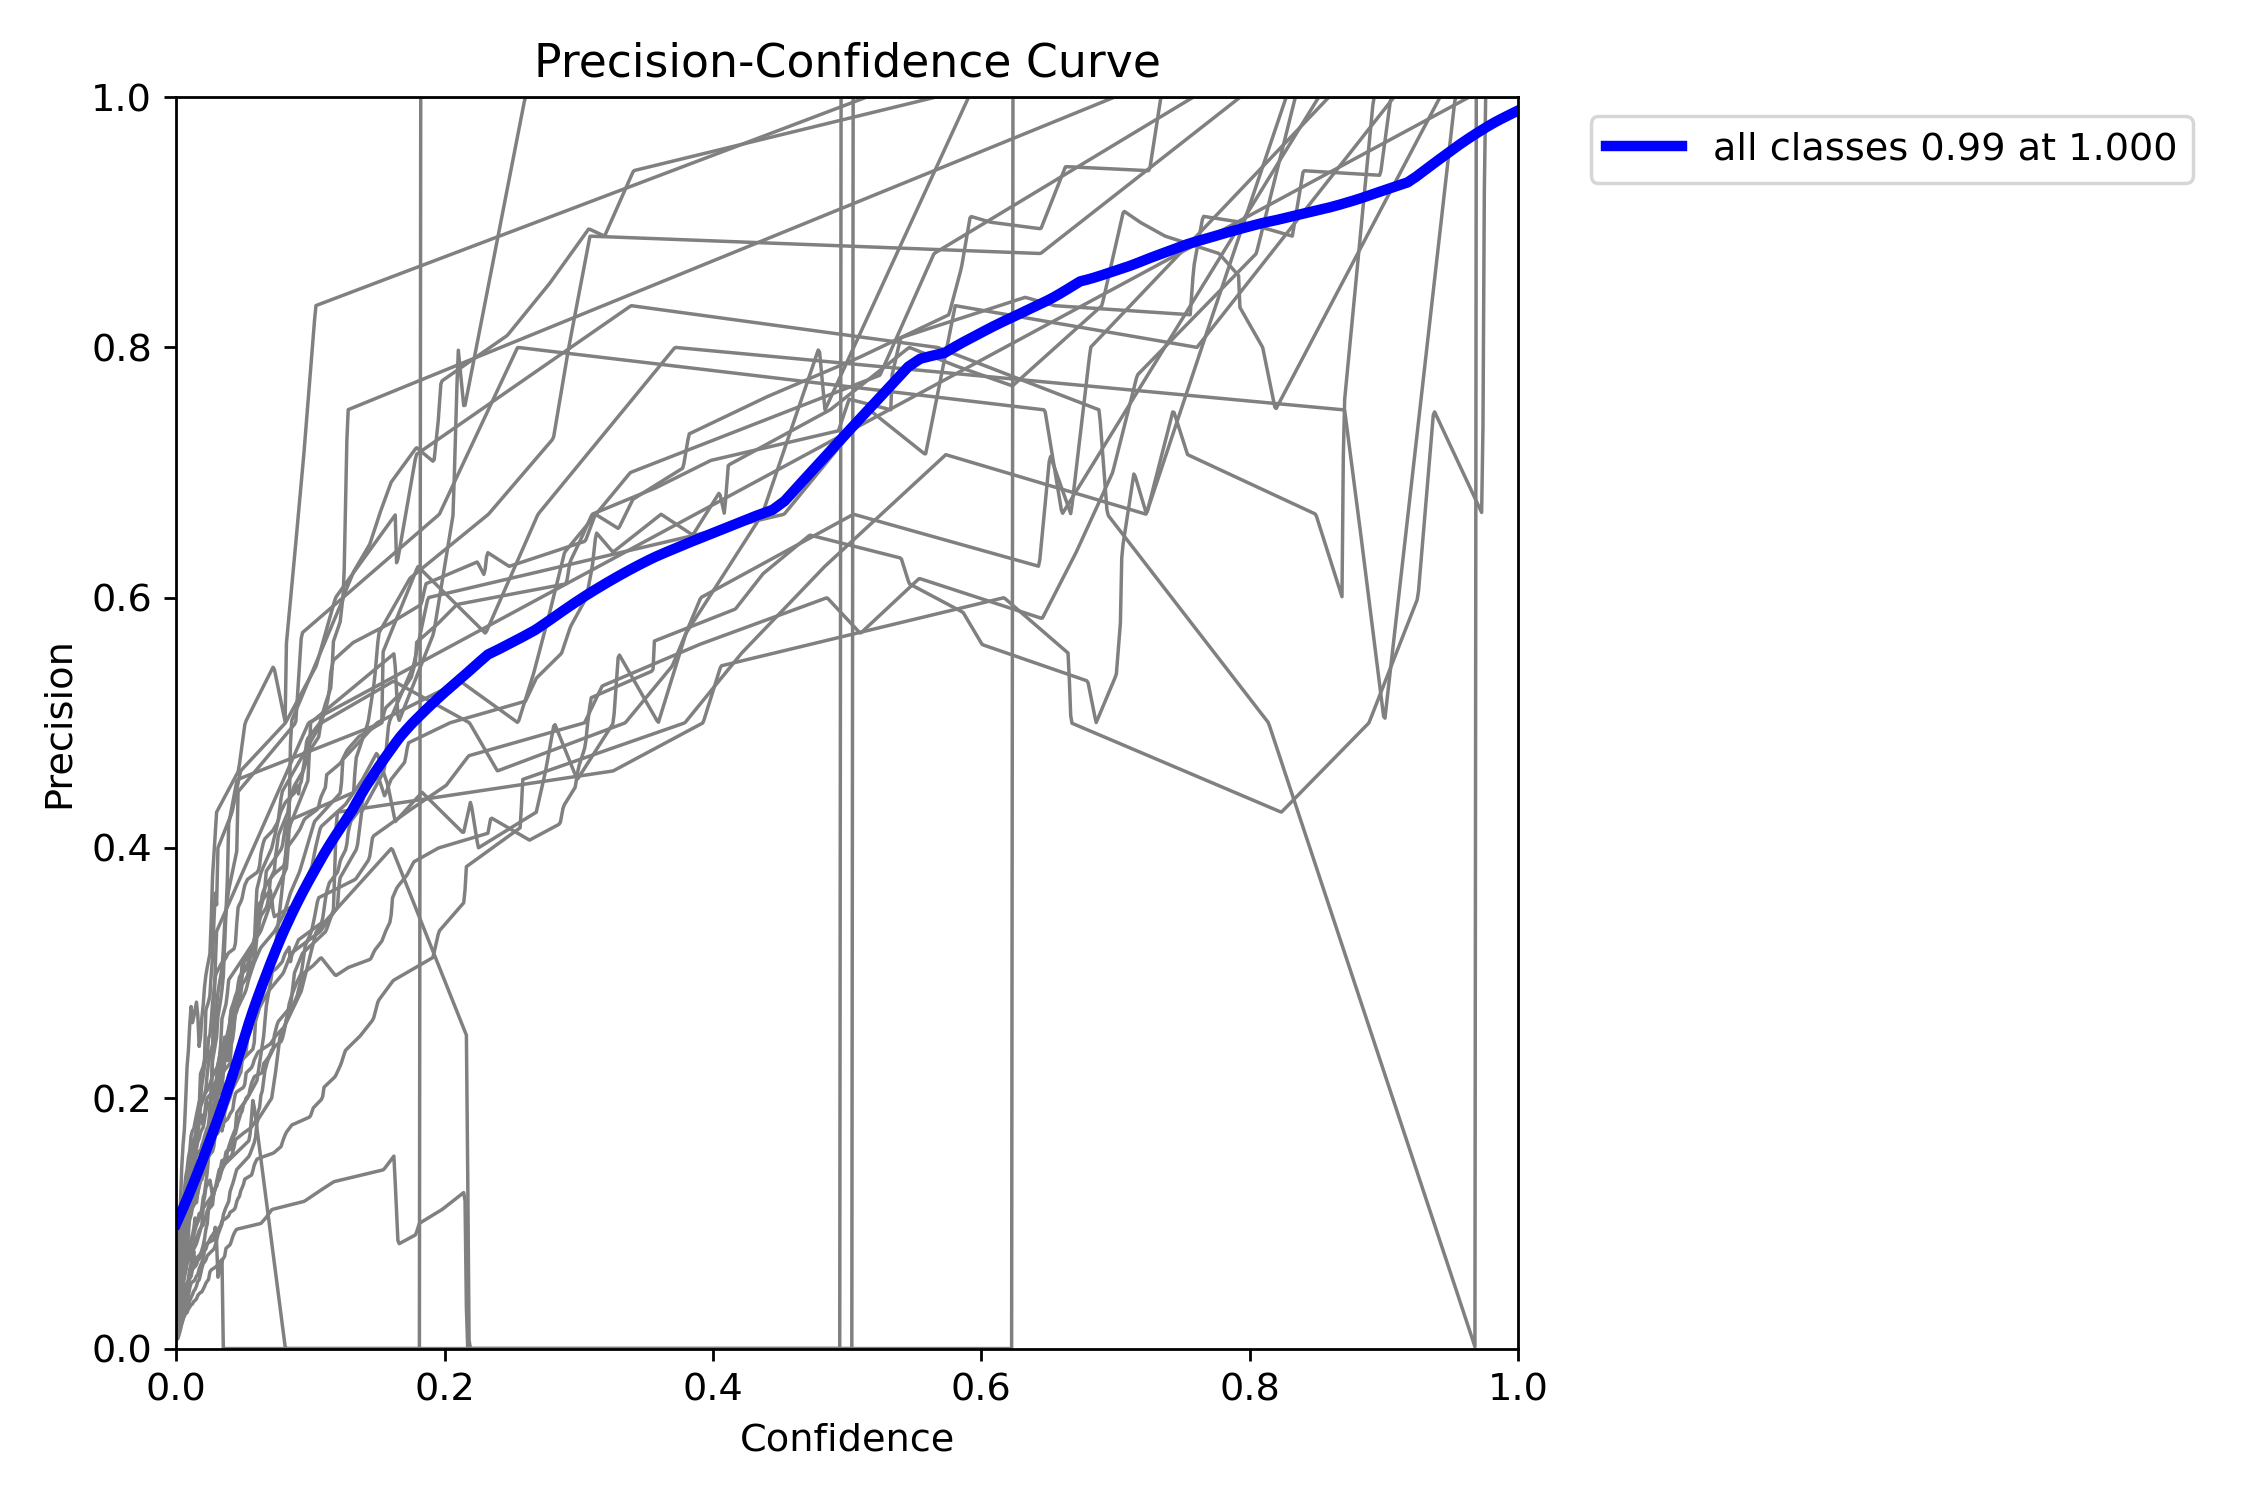 Precision-Confidence Curve
all classes 0.99 at 1.000
Precision
1.0
0.8
0.6
0.4
0.2
0.0
0.0 0.2 0.4 0.6 0.8 1.0
Confidence